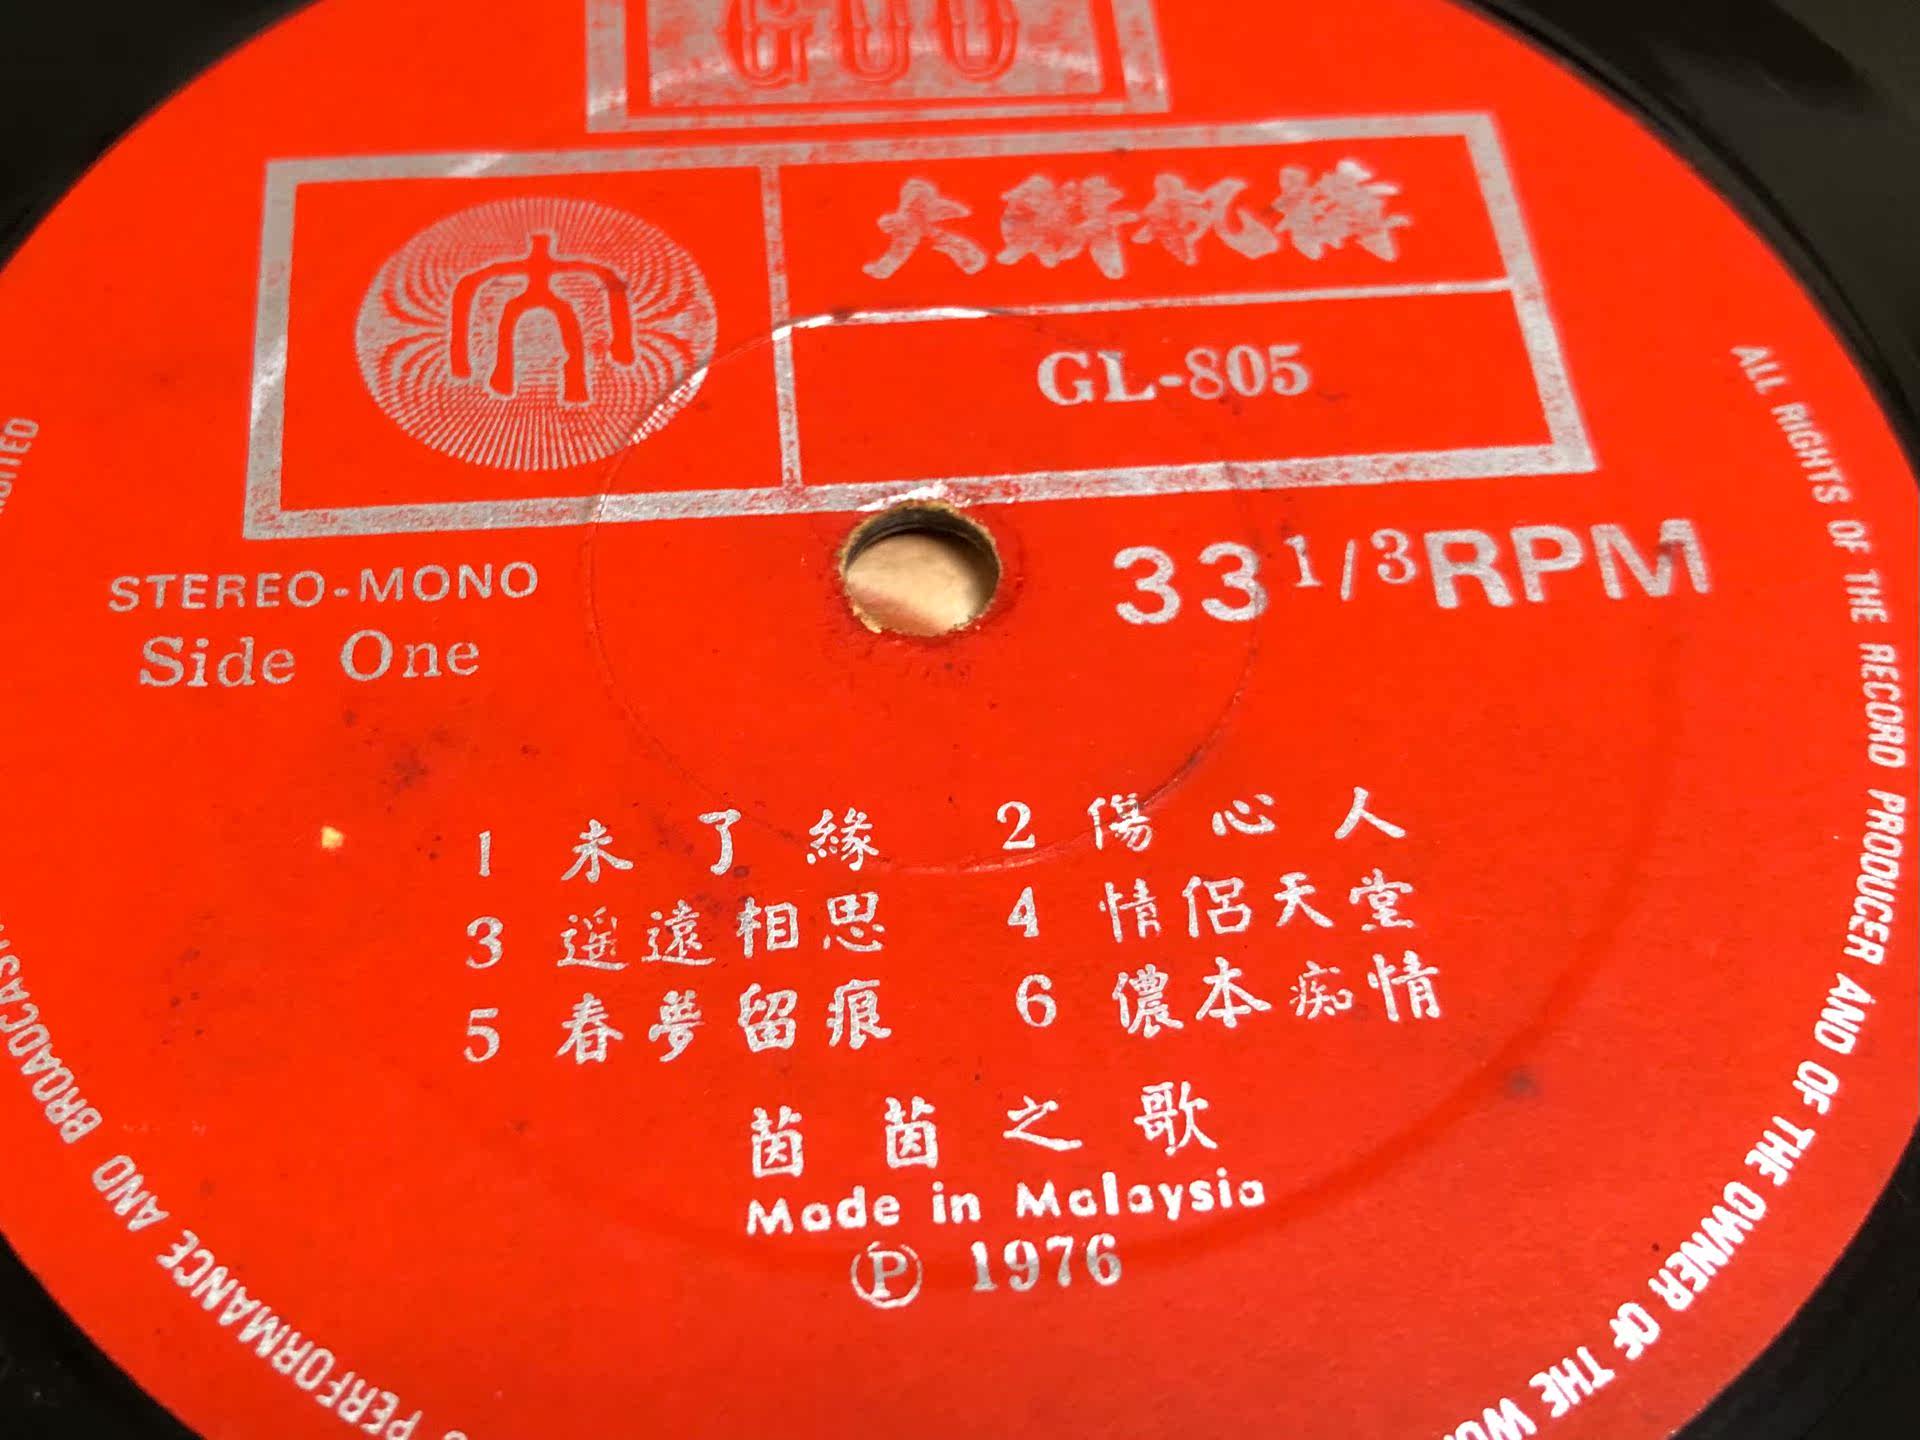 GUO
大聯机構
GL-805
STEREO-MONO
Side One
33 1/3 RPM
1 未了緣 2 傷心人
3 遥遠相思 4 情侶天堂
5 春夢留痕 6 儂本痴情
茵茵之歌
Made in Malaysia
Ⓟ 1976
ALL RIGHTS OF THE RECORD PRODUCER AND OF THE OWNER OF THE
PERFORMANCE AND